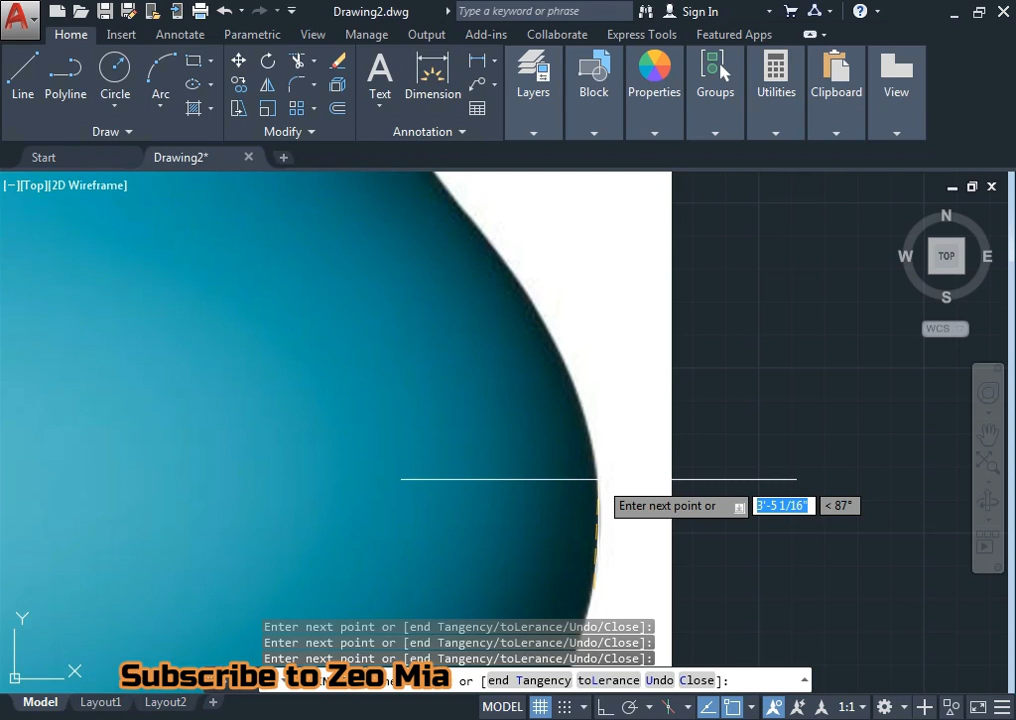 Drawing2.dwg
Type a keyword or phrase
Sign In
Home Insert Annotate Parametric View Manage Output Add-ins Collaborate Express Tools Featured Apps
Line Polyline Circle Arc
Text Dimension
Layers Block Properties Groups Utilities Clipboard View
Draw Modify Annotation
Start Drawing2*
[−][Top][2D Wireframe]
N
W TOP E
S
WCS
Enter next point or 3'-5 1/16" < 87°
Y
X
Enter next point or [end Tangency/toLerance/Undo/Close]:
Enter next point or [end Tangency/toLerance/Undo/Close]:
Enter next point or [end Tangency/toLerance/Undo/Close]:
or [end Tangency toLerance Undo Close]:
Subscribe to Zeo Mia
Model Layout1 Layout2 +
MODEL 1:1